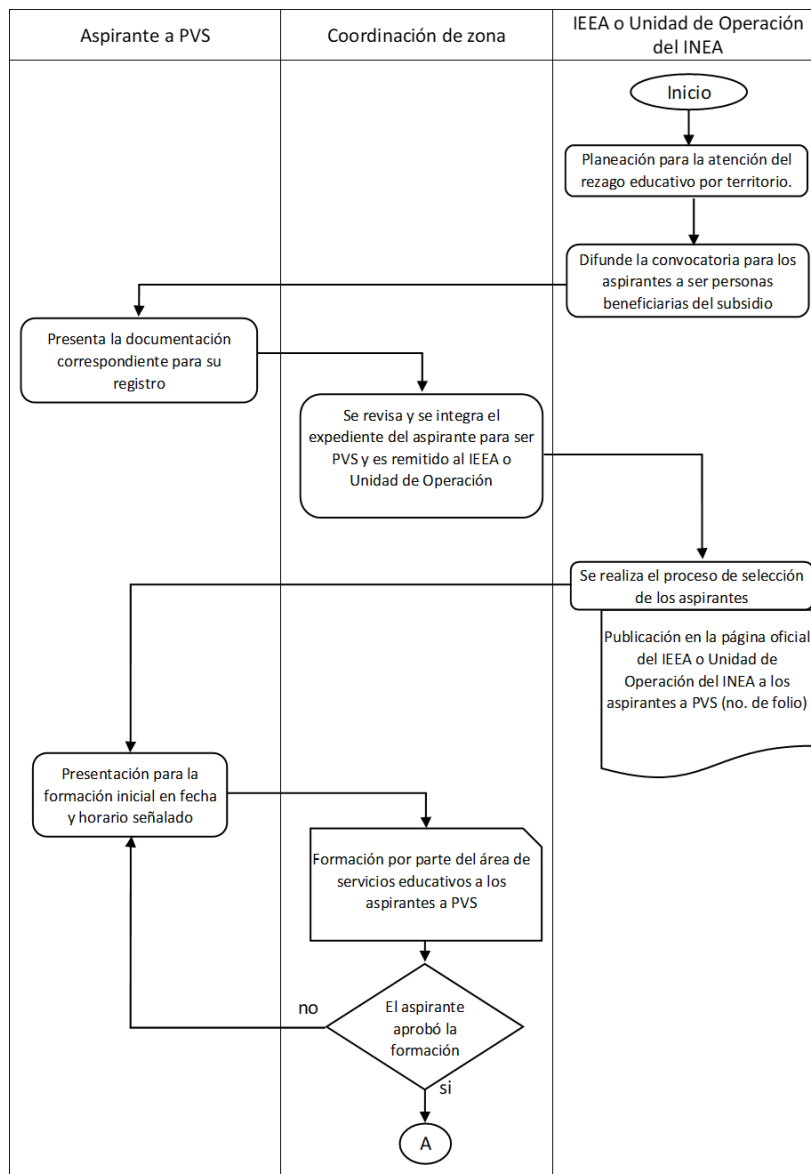 Aspirante a PVS
Coordinación de zona
IEEA o Unidad de Operación
del INEA
Inicio
Planeación para la atención del
rezago educativo por territorio.
Difunde la convocatoria para los
aspirantes a ser personas
beneficiarias del subsidio
Presenta la documentación
correspondiente para su
registro
Se revisa y se integra el
expediente del aspirante para ser
PVS y es remitido al IEEA o
Unidad de Operación
Se realiza el proceso de selección
de los aspirantes
Publicación en la página oficial
del IEEA o Unidad de
Operación del INEA a los
aspirantes a PVS (no. de folio)
Presentación para la
formación inicial en fecha
y horario señalado
Formación por parte del área de
servicios educativos a los
aspirantes a PVS
no
El aspirante
aprobó la
formación
si
A